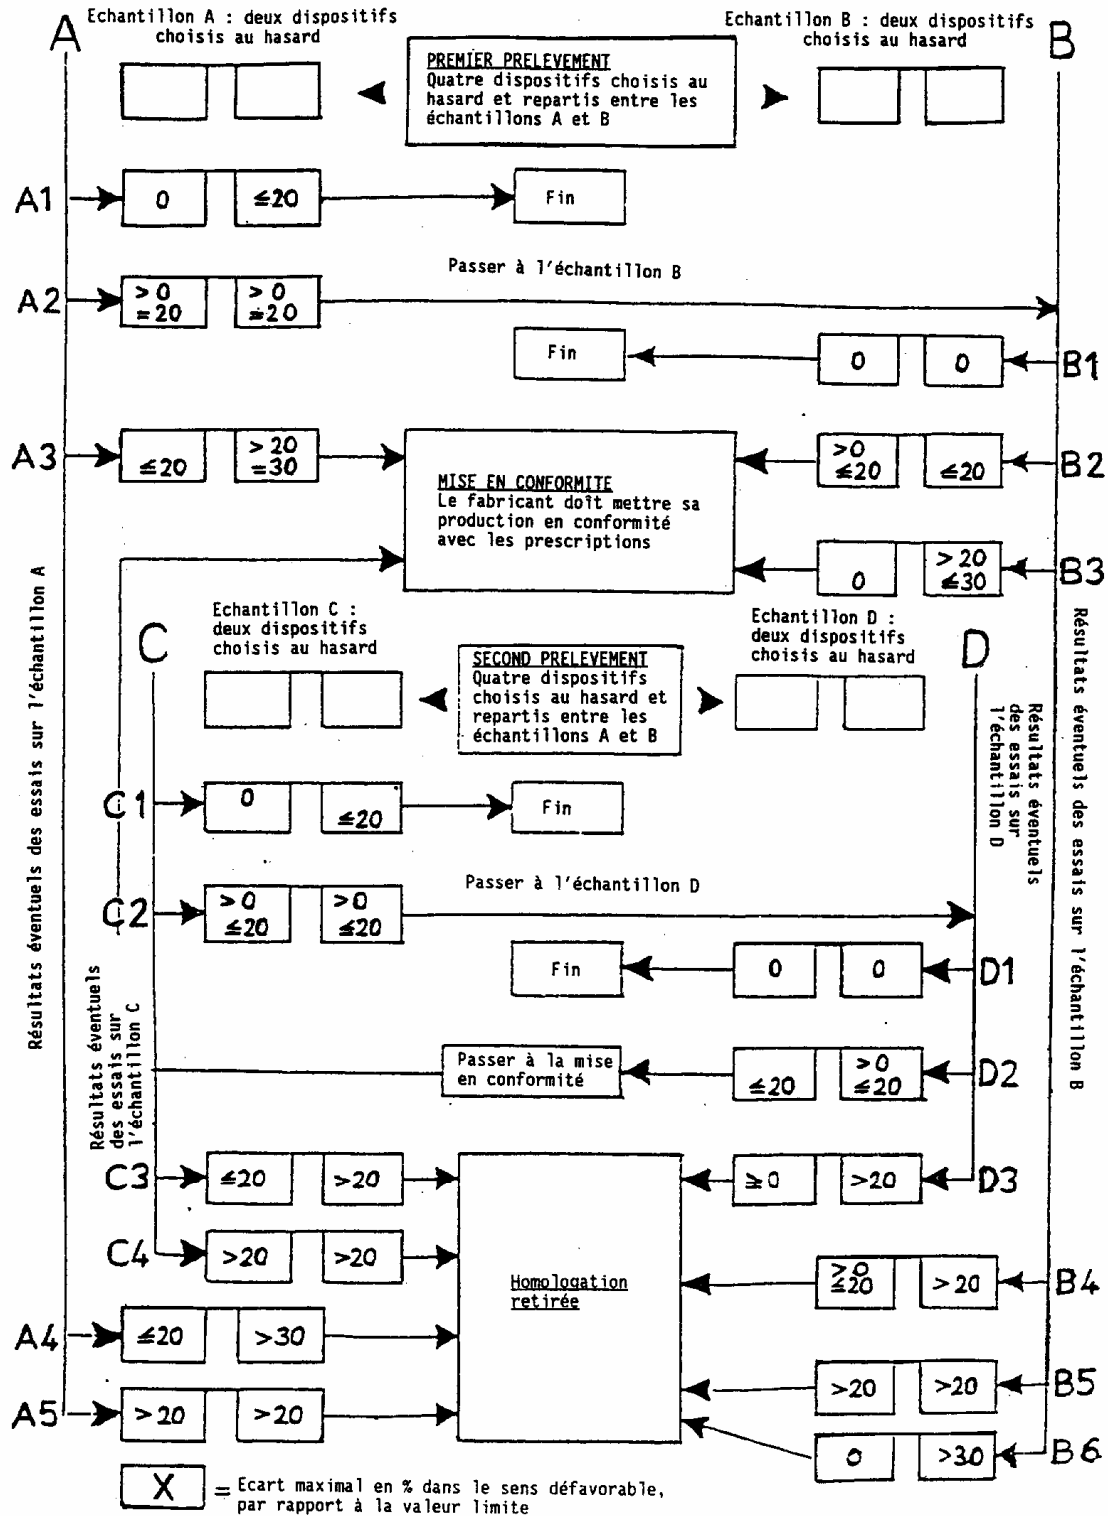 A
Echantillon A : deux dispositifs
choisis au hasard
Echantillon B : deux dispositifs
choisis au hasard
B
PREMIER PRELEVEMENT
Quatre dispositifs choisis au
hasard et repartis entre les
échantillons A et B
A1
0
≤20
Fin
Passer à l'échantillon B
A2
>0
=20
>0
=20
Fin
0
0
B1
A3
≤20
>20
=30
MISE EN CONFORMITE
Le fabricant doit mettre sa
production en conformité
avec les prescriptions
>0
≤20
≤20
B2
0
>20
≤30
B3
Résultats éventuels des essais sur l'échantillon A
Résultats éventuels des essais sur l'échantillon B
C
Echantillon C :
deux dispositifs
choisis au hasard
SECOND PRELEVEMENT
Quatre dispositifs
choisis au hasard et
repartis entre les
échantillons A et B
Echantillon D :
deux dispositifs
choisis au hasard
D
Résultats éventuels
des essais sur
l'échantillon D
C1
0
≤20
Fin
Passer à l'échantillon D
C2
>0
≤20
>0
≤20
Fin
0
0
D1
Résultats éventuels
des essais sur
l'échantillon C
Passer à la mise
en conformité
≤20
>0
≤20
D2
C3
≤20
>20
≥0
>20
D3
C4
>20
>20
Homologation
retirée
>0
≤20
>20
B4
A4
≤20
>30
>20
>20
B5
A5
>20
>20
0
>30
B6
X = Ecart maximal en % dans le sens défavorable,
par rapport à la valeur limite